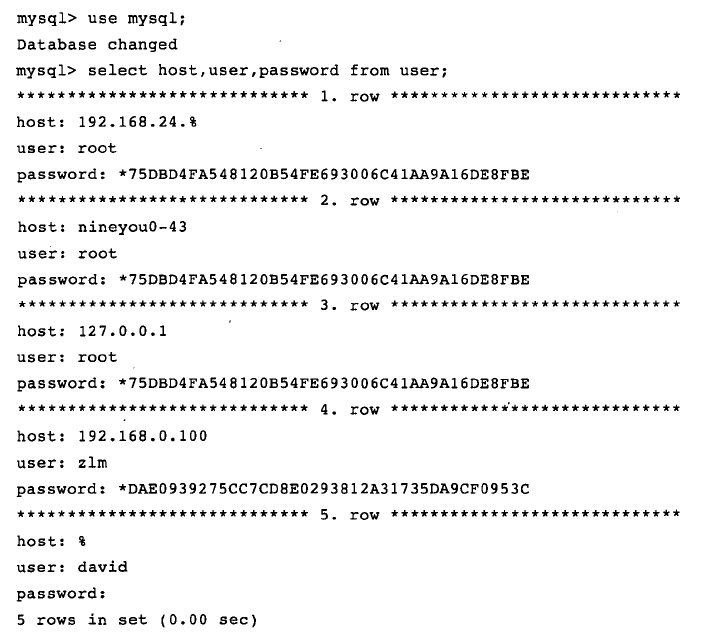 mysql> use mysql;
Database changed
mysql> select host,user,password from user;
***************************** 1. row *****************************
host: 192.168.24.%
user: root
password: *75DBD4FA548120B54FE693006C41AA9A16DE8FBE
***************************** 2. row *****************************
host: nineyou0-43
user: root
password: *75DBD4FA548120B54FE693006C41AA9A16DE8FBE
***************************** 3. row *****************************
host: 127.0.0.1
user: root
password: *75DBD4FA548120B54FE693006C41AA9A16DE8FBE
***************************** 4. row *****************************
host: 192.168.0.100
user: zlm
password: *DAE0939275CC7CD8E0293812A31735DA9CF0953C
***************************** 5. row *****************************
host: %
user: david
password:
5 rows in set (0.00 sec)